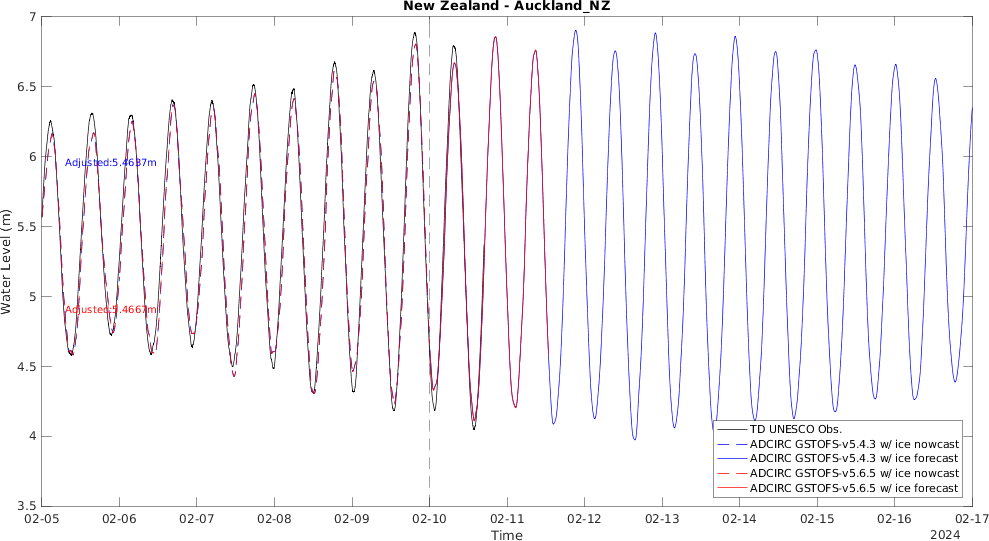 New Zealand - Auckland_NZ
7
6.5
6
5.5
5
4.5
4
3.5
Water Level (m)
Adjusted:5.4637m
Adjusted:5.4667m
TD UNESCO Obs.
ADCIRC GSTOFS-v5.4.3 w/ ice nowcast
ADCIRC GSTOFS-v5.4.3 w/ ice forecast
ADCIRC GSTOFS-v5.6.5 w/ ice nowcast
ADCIRC GSTOFS-v5.6.5 w/ ice forecast
02-05 02-06 02-07 02-08 02-09 02-10 02-11 02-12 02-13 02-14 02-15 02-16 02-17
Time
2024